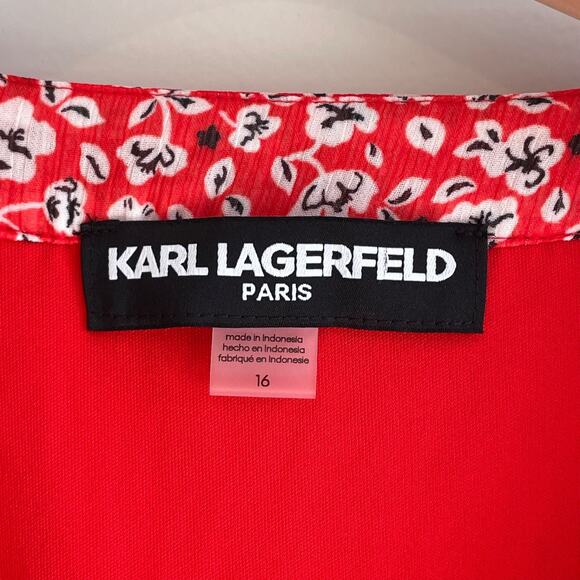 KARL LAGERFELD
PARIS
made in Indonesia
hecho en Indonesia
fabriqué en Indonesie
16